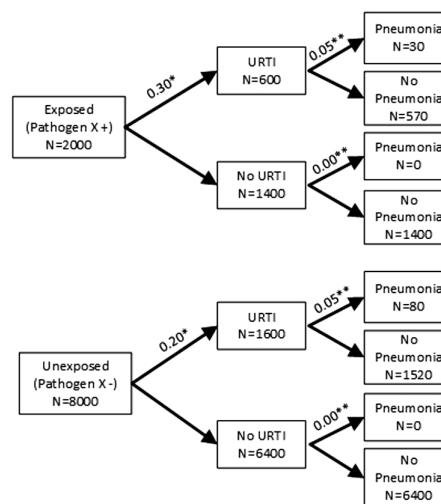 Exposed
(Pathogen X +)
N=2000
0.30*
URTI
N=600
0.05**
Pneumonia
N=30
No
Pneumonia
N=570
No URTI
N=1400
0.00**
Pneumonia
N=0
No
Pneumonia
N=1400
Unexposed
(Pathogen X -)
N=8000
0.20*
URTI
N=1600
0.05**
Pneumonia
N=80
No
Pneumonia
N=1520
No URTI
N=6400
0.00**
Pneumonia
N=0
No
Pneumonia
N=6400